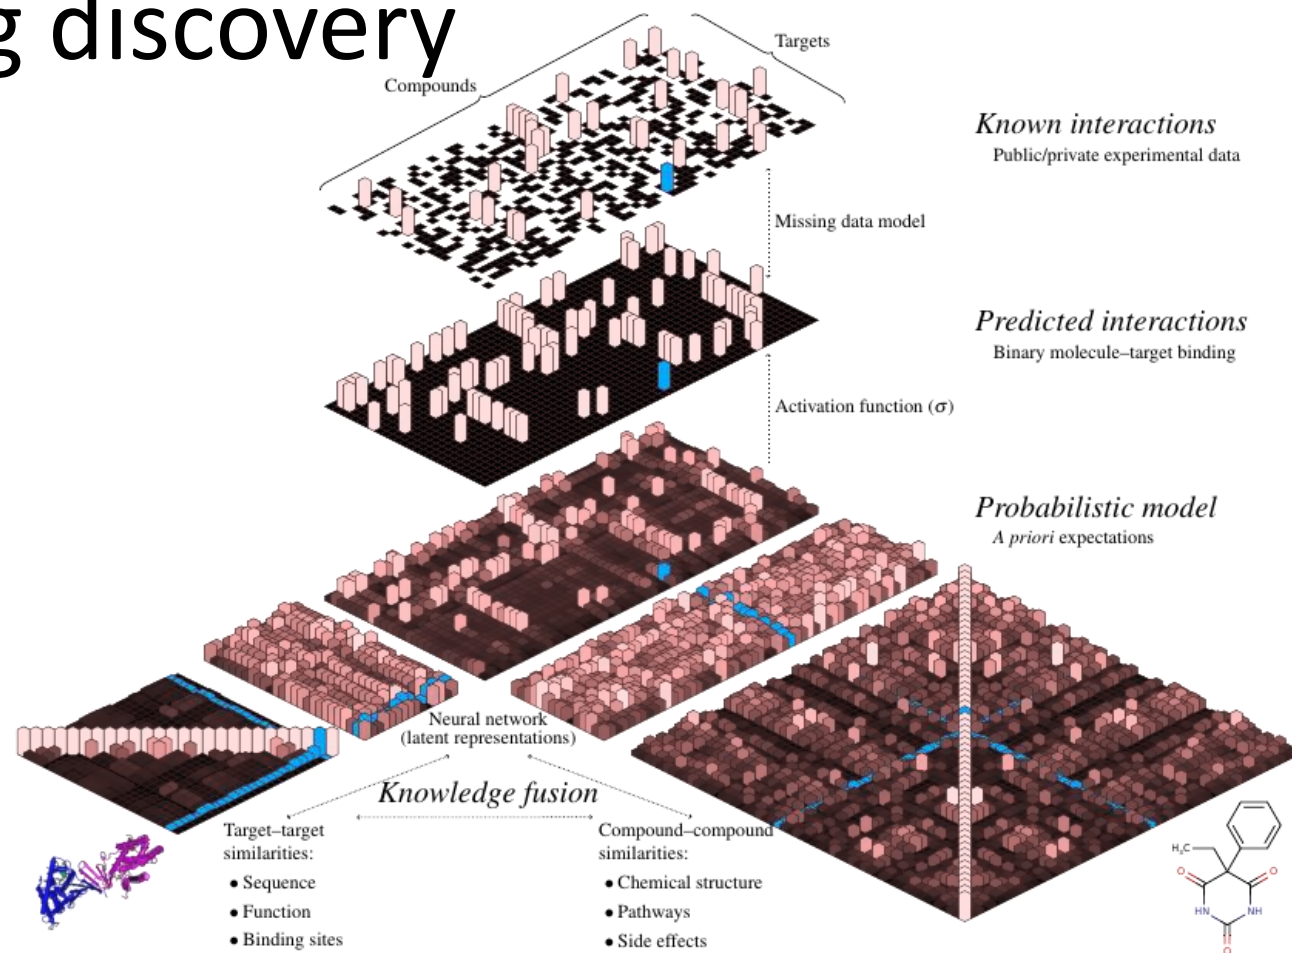 g discovery
Compounds
Targets
Known interactions
Public/private experimental data
Missing data model
Predicted interactions
Binary molecule–target binding
Activation function (σ)
Probabilistic model
A priori expectations
Neural network
(latent representations)
Knowledge fusion
Target–target
similarities:
• Sequence
• Function
• Binding sites
Compound–compound
similarities:
• Chemical structure
• Pathways
• Side effects
H₃C
O
O
HN
NH
O